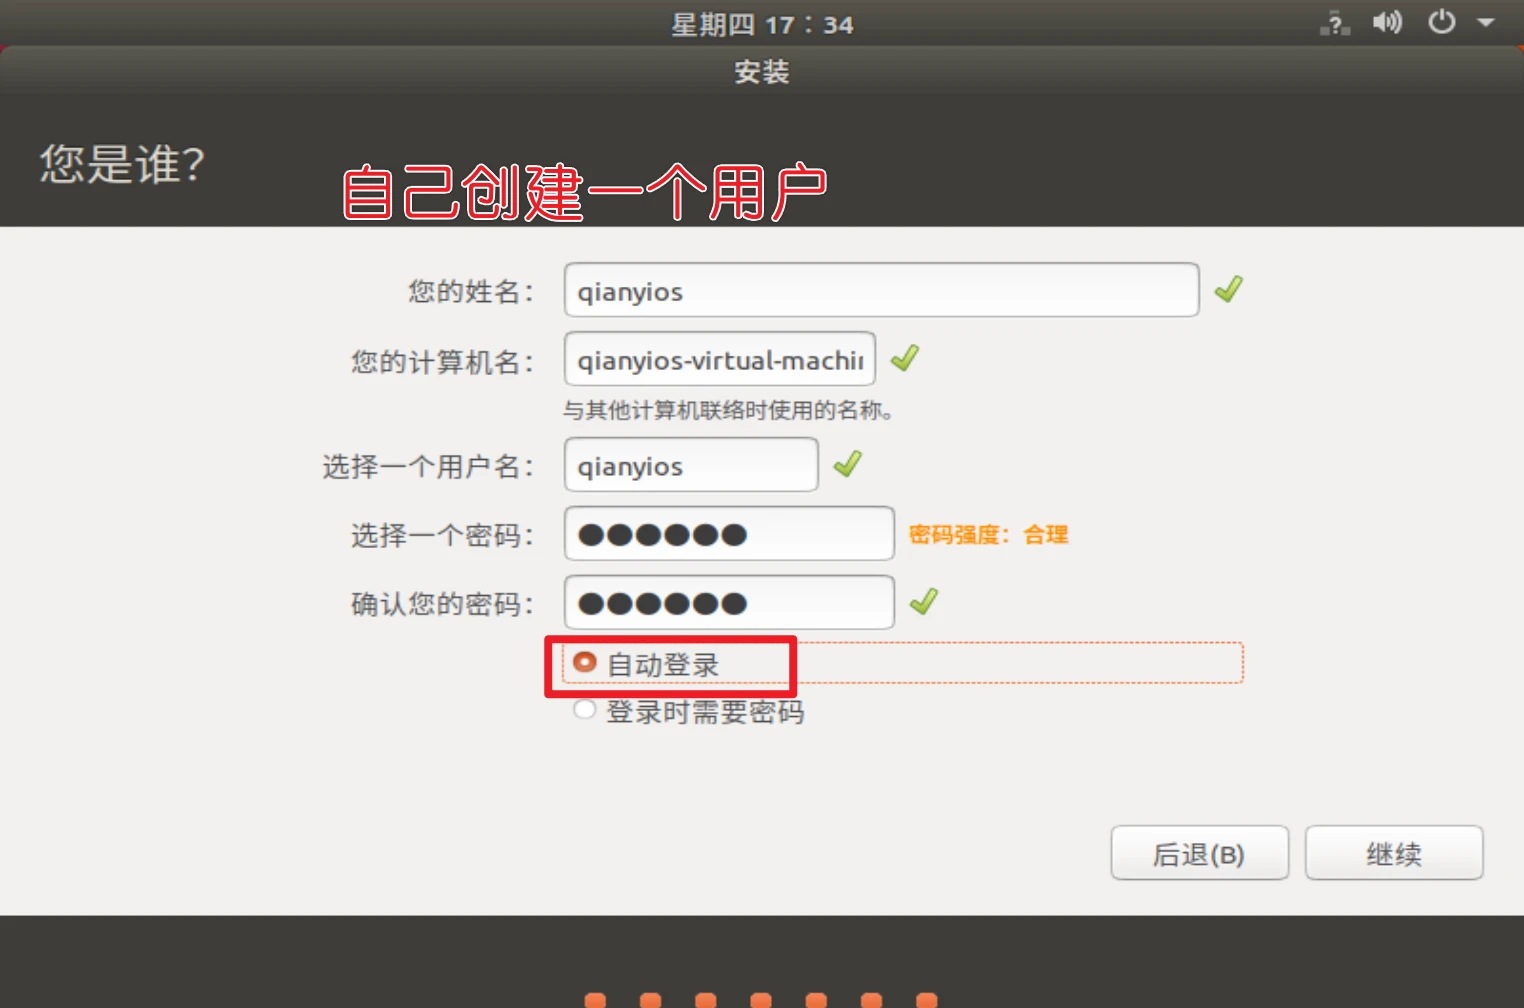 星期四 17：34
安装
您是谁？
自己创建一个用户
您的姓名： qianyios
您的计算机名： qianyios-virtual-machin
与其他计算机联络时使用的名称。
选择一个用户名： qianyios
选择一个密码： ●●●●●● 密码强度：合理
确认您的密码： ●●●●●●
自动登录
登录时需要密码
后退(B) 继续